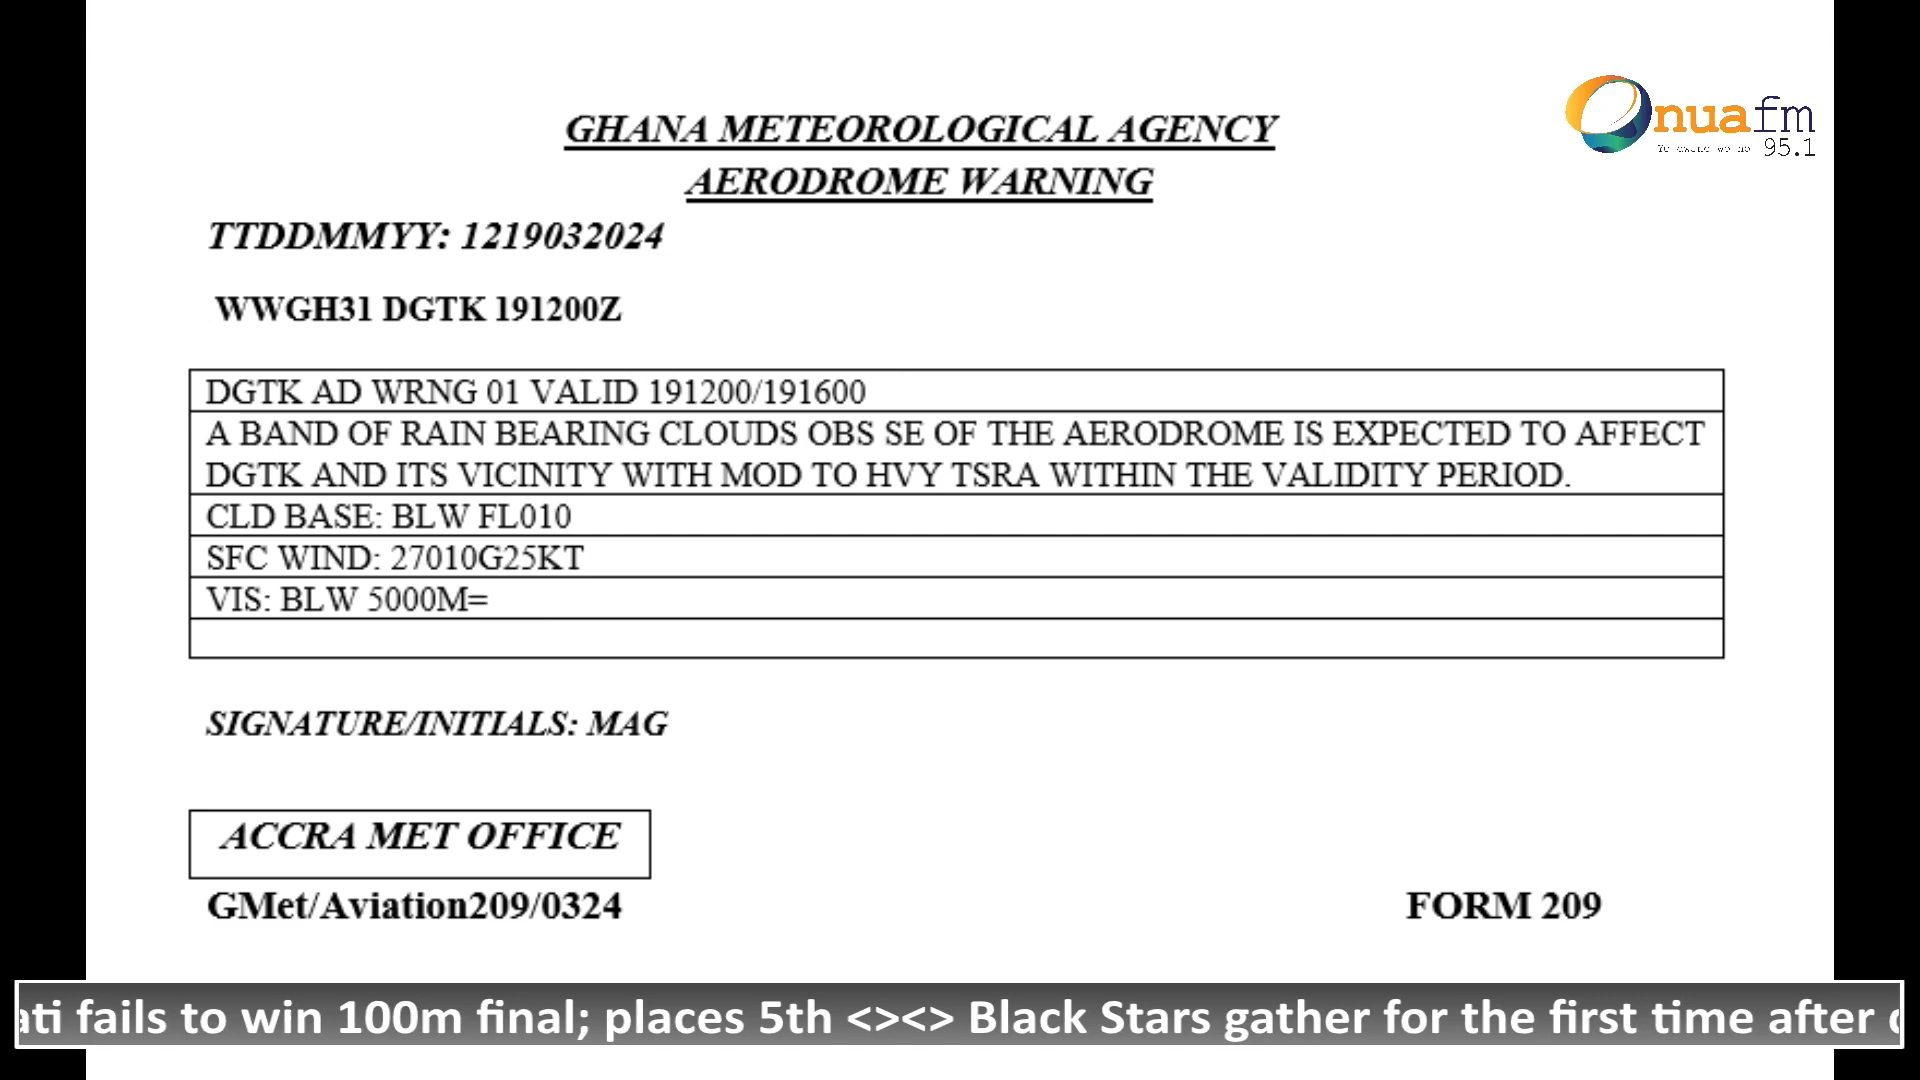 GHANA METEOROLOGICAL AGENCY
AERODROME WARNING
nuafm
95.1
TTDDMMYY: 1219032024
WWGH31 DGTK 191200Z
DGTK AD WRNG 01 VALID 191200/191600
A BAND OF RAIN BEARING CLOUDS OBS SE OF THE AERODROME IS EXPECTED TO AFFECT
DGTK AND ITS VICINITY WITH MOD TO HVY TSRA WITHIN THE VALIDITY PERIOD.
CLD BASE: BLW FL010
SFC WIND: 27010G25KT
VIS: BLW 5000M=
SIGNATURE/INITIALS: MAG
ACCRA MET OFFICE
GMet/Aviation209/0324
FORM 209
ati fails to win 100m final; places 5th <><> Black Stars gather for the first time after